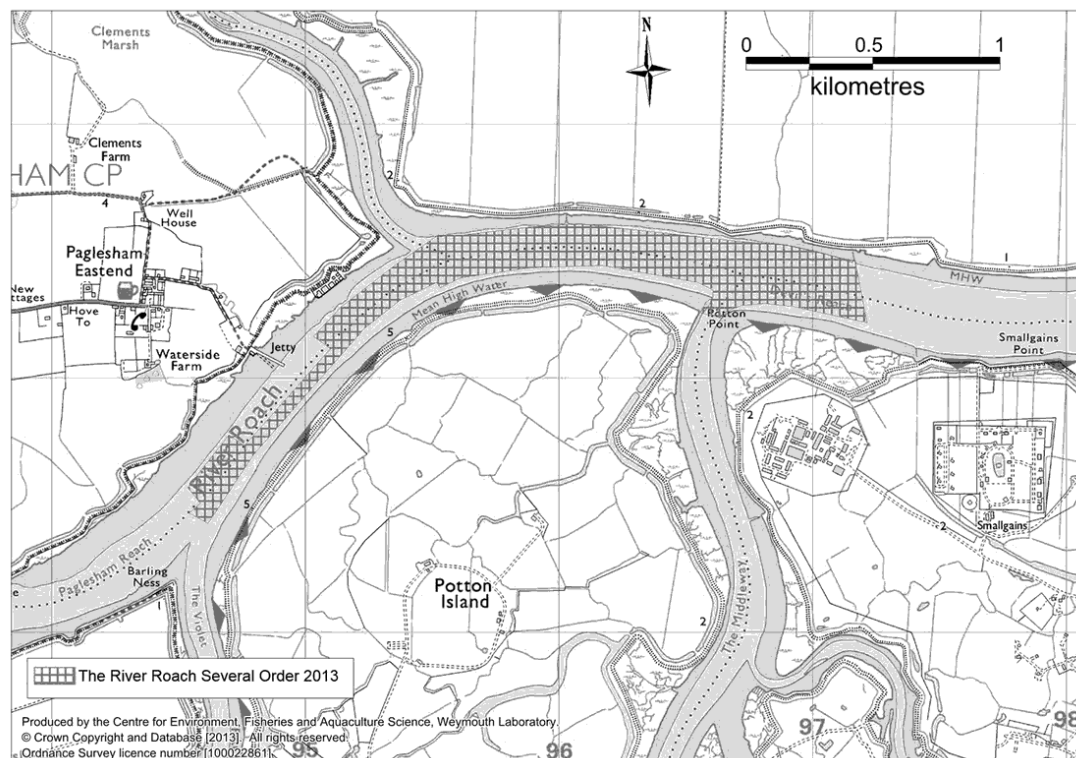 Clements
Marsh
N
0 0.5 1
kilometres
Clements
Farm
HAM CP
2
4
2
Well
House
Paglesham
Eastend
1
MHW
New
ttages
Hove
To
Mean High Water
5
Rotton
Point
Jetty
Smallgains
Point
Waterside
Farm
River Roach
2
5
2
Smallgains
Paglesham Reach
Barling
Ness
e
1
The Violet
Potton
Island
The Middleway
2
The River Roach Several Order 2013
Produced by the Centre for Environment, Fisheries and Aquaculture Science, Weymouth Laboratory.
© Crown Copyright and Database [2013]. All rights reserved.
Ordnance Survey licence number [100022861]
95
96
97
98